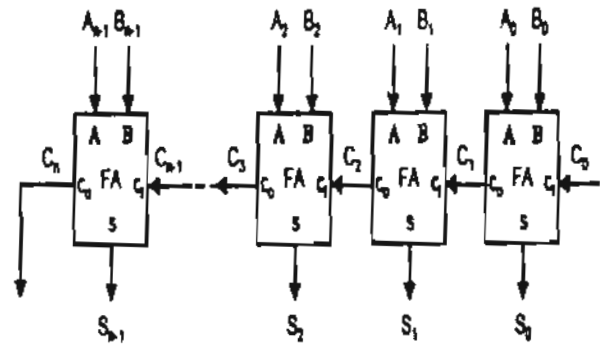 Aₙ₋₁ Bₙ₋₁ A₂ B₂ A₁ B₁ A₀ B₀
A B A B A B A B
Cₙ Cₙ₋₁ C₃ C₂ C₁ C₀
C₀ FA C₁ C₀ FA C₁ C₀ FA C₁ C₀ FA C₁
S S S S
Sₙ₋₁ S₂ S₁ S₀